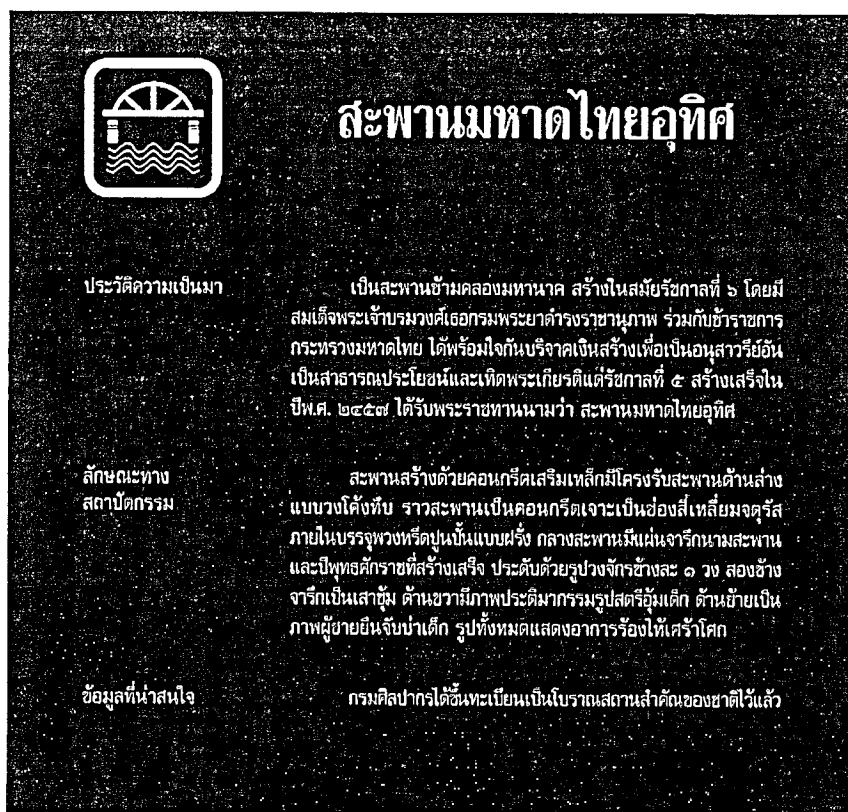 สะพานมหาดไทยอุทิศ
ประวัติความเป็นมา
เป็นสะพานข้ามคลองมหานาค สร้างในสมัยรัชกาลที่ ๖ โดยมี
สมเด็จพระเจ้าบรมวงศ์เธอกรมพระยาดำรงราชานุภาพ ร่วมกับข้าราชการ
กระทรวงมหาดไทย ได้พร้อมใจกันบริจาคเงินสร้างเพื่อเป็นอนุสาวรีย์อัน
เป็นสาธารณประโยชน์และเทิดพระเกียรติแด่รัชกาลที่ ๕ สร้างเสร็จใน
ปีพ.ศ. ๒๔๕๗ ได้รับพระราชทานนามว่า สะพานมหาดไทยอุทิศ
ลักษณะทาง
สถาปัตกรรม
สะพานสร้างด้วยคอนกรีตเสริมเหล็กมีโครงรับสะพานด้านล่าง
แบบวงโค้งทึบ ราวสะพานเป็นคอนกรีตเจาะเป็นช่องสี่เหลี่ยมจตุรัส
ภายในบรรจุพวงหรีดปูนปั้นแบบฝรั่ง กลางสะพานมีแผ่นจารึกนามสะพาน
และปีพุทธศักราชที่สร้างเสร็จ ประดับด้วยรูปวงจักรข้างละ ๑ วง สองข้าง
จารึกเป็นเสาซุ้ม ด้านขวามีภาพประติมากรรมรูปสตรีอุ้มเด็ก ด้านซ้ายเป็น
ภาพผู้ชายยืนจับบ่าเด็ก รูปทั้งหมดแสดงอาการร้องไห้เศร้าโศก
ข้อมูลที่น่าสนใจ
กรมศิลปากรได้ขึ้นทะเบียนเป็นโบราณสถานสำคัญของชาติไว้แล้ว